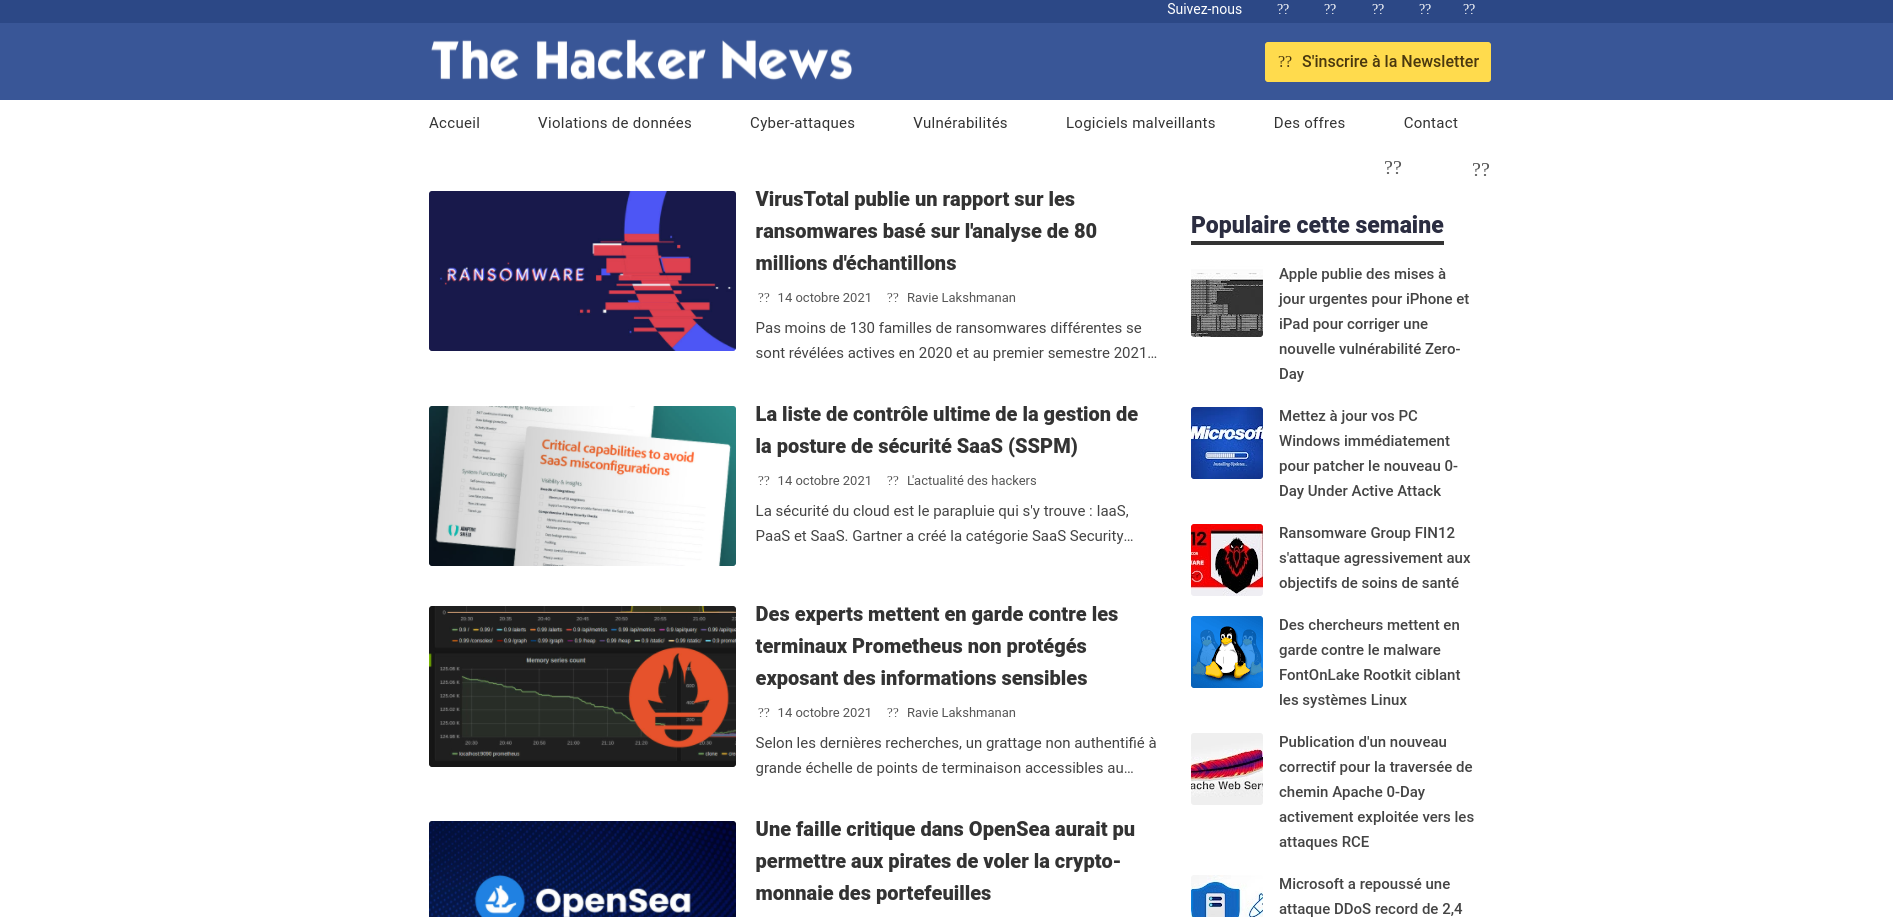 Suivez-nous ?? ?? ?? ?? ??
The Hacker News
?? S'inscrire à la Newsletter
Accueil Violations de données Cyber-attaques Vulnérabilités Logiciels malveillants Des offres Contact
?? ??
RANSOMWARE
VirusTotal publie un rapport sur les
ransomwares basé sur l'analyse de 80
millions d'échantillons
?? 14 octobre 2021 ?? Ravie Lakshmanan
Pas moins de 130 familles de ransomwares différentes se
sont révélées actives en 2020 et au premier semestre 2021…
Critical capabilities to avoid
SaaS misconfigurations
Visibility & Insights
La liste de contrôle ultime de la gestion de
la posture de sécurité SaaS (SSPM)
?? 14 octobre 2021 ?? L'actualité des hackers
La sécurité du cloud est le parapluie qui s'y trouve : IaaS,
PaaS et SaaS. Gartner a créé la catégorie SaaS Security…
Memory series count
Des experts mettent en garde contre les
terminaux Prometheus non protégés
exposant des informations sensibles
?? 14 octobre 2021 ?? Ravie Lakshmanan
Selon les dernières recherches, un grattage non authentifié à
grande échelle de points de terminaison accessibles au…
OpenSea
Une faille critique dans OpenSea aurait pu
permettre aux pirates de voler la crypto-
monnaie des portefeuilles
Populaire cette semaine
Apple publie des mises à
jour urgentes pour iPhone et
iPad pour corriger une
nouvelle vulnérabilité Zero-
Day
Microsoft
Mettez à jour vos PC
Windows immédiatement
pour patcher le nouveau 0-
Day Under Active Attack
12
Ransomware Group FIN12
s'attaque agressivement aux
objectifs de soins de santé
Des chercheurs mettent en
garde contre le malware
FontOnLake Rootkit ciblant
les systèmes Linux
ache Web Serv
Publication d'un nouveau
correctif pour la traversée de
chemin Apache 0-Day
activement exploitée vers les
attaques RCE
Microsoft a repoussé une
attaque DDoS record de 2,4